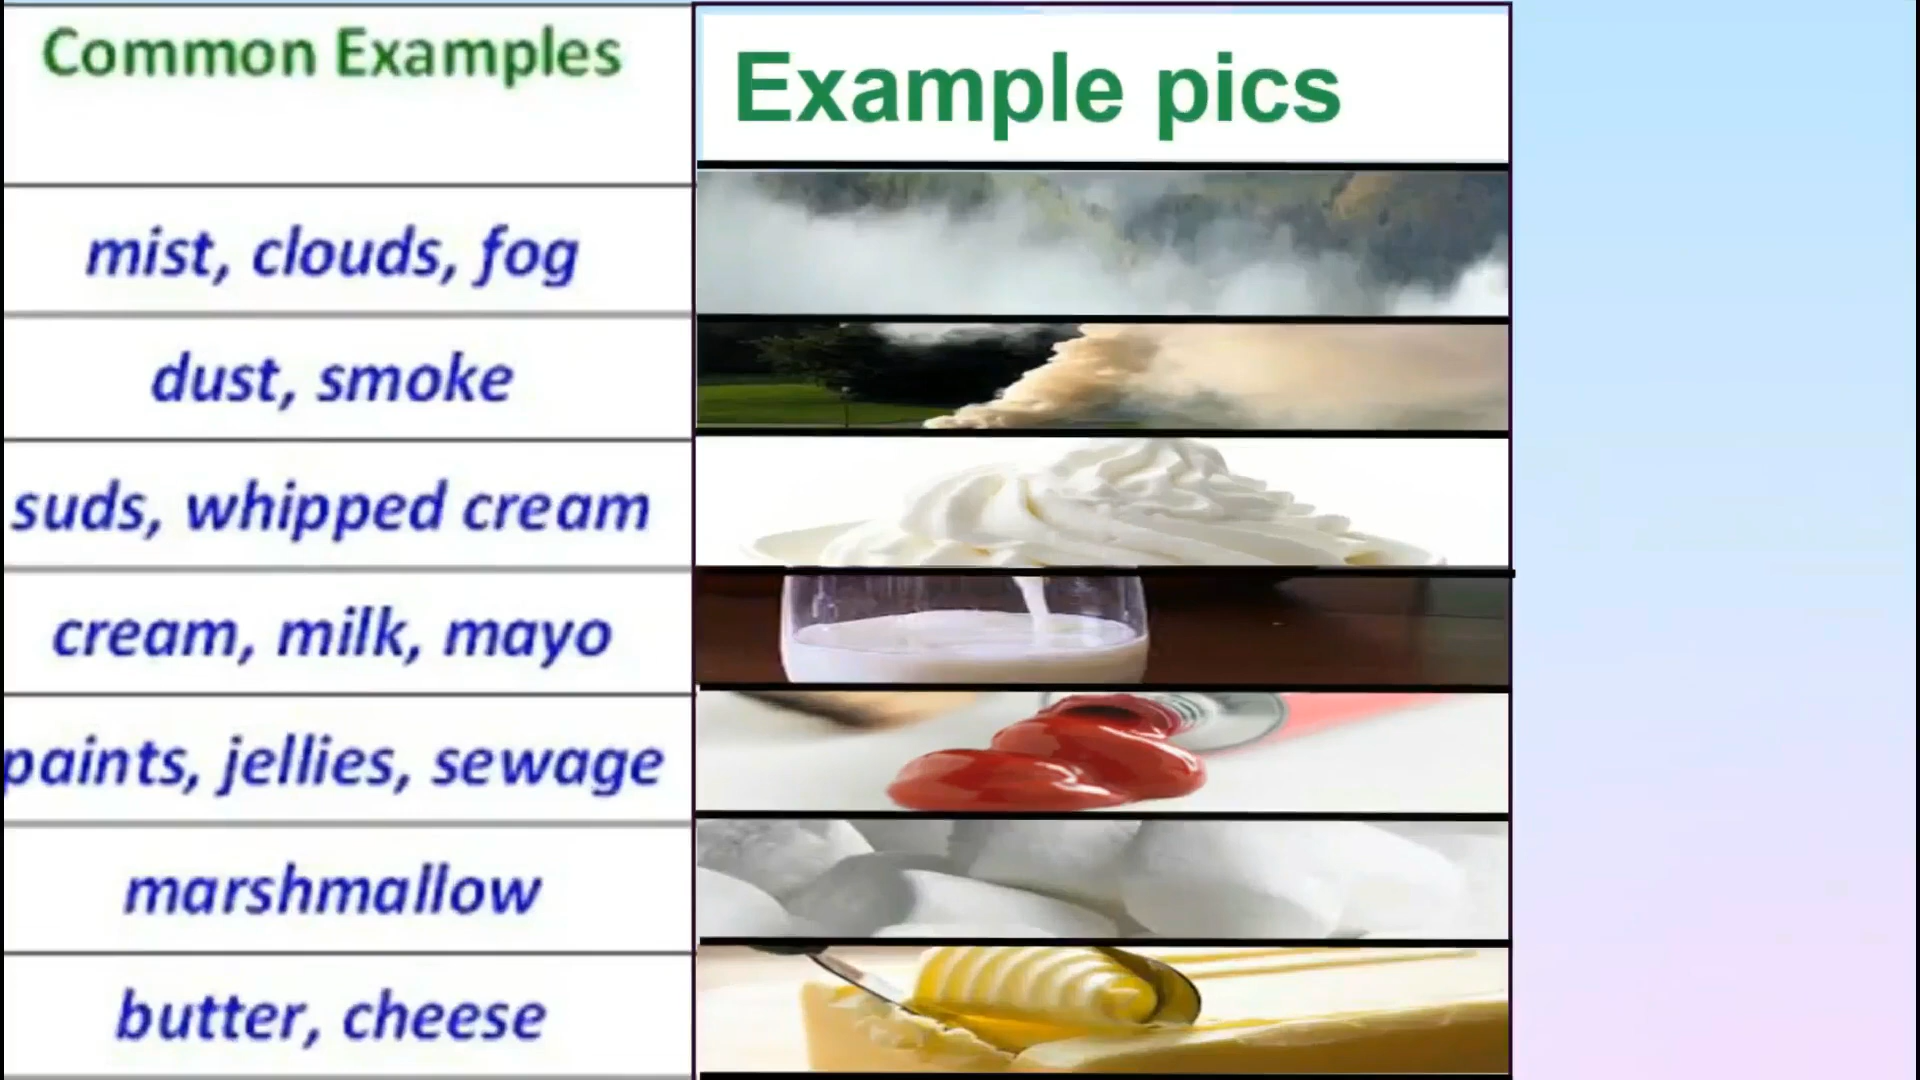 Common Examples
Example pics
mist, clouds, fog
dust, smoke
suds, whipped cream
cream, milk, mayo
paints, jellies, sewage
marshmallow
butter, cheese